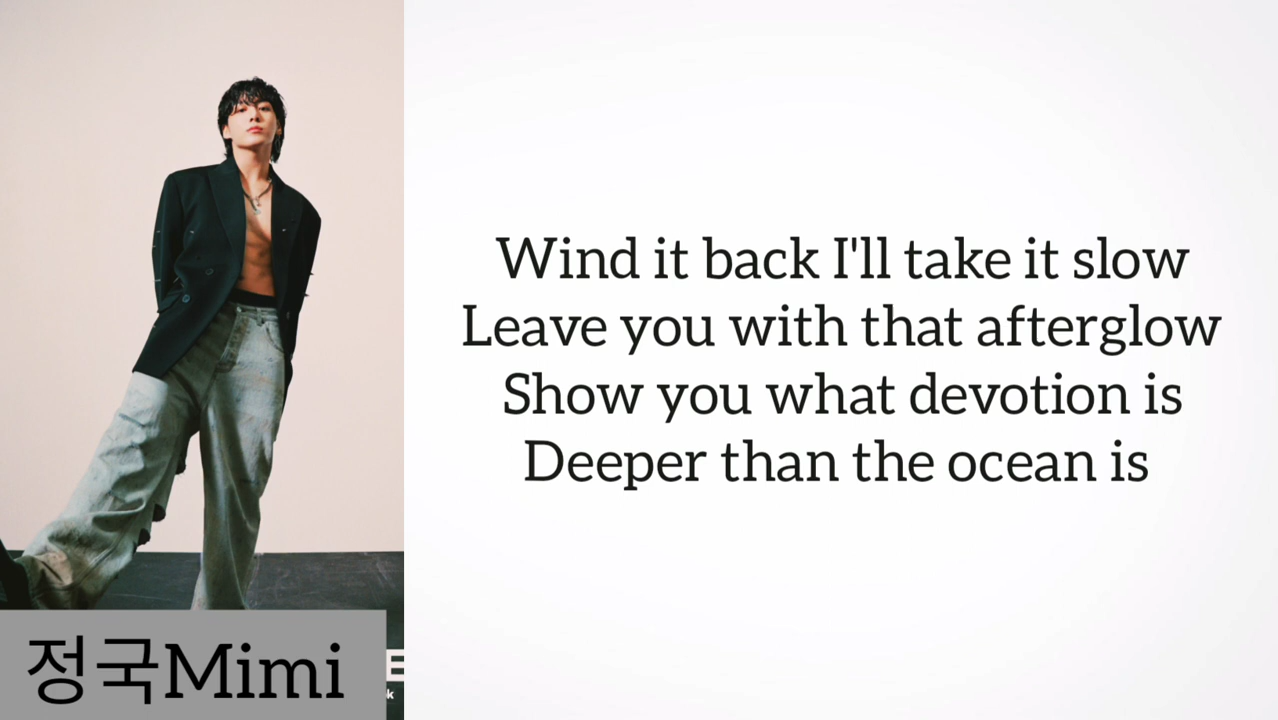 Wind it back I'll take it slow
Leave you with that afterglow
Show you what devotion is
Deeper than the ocean is
정국Mimi
E
k